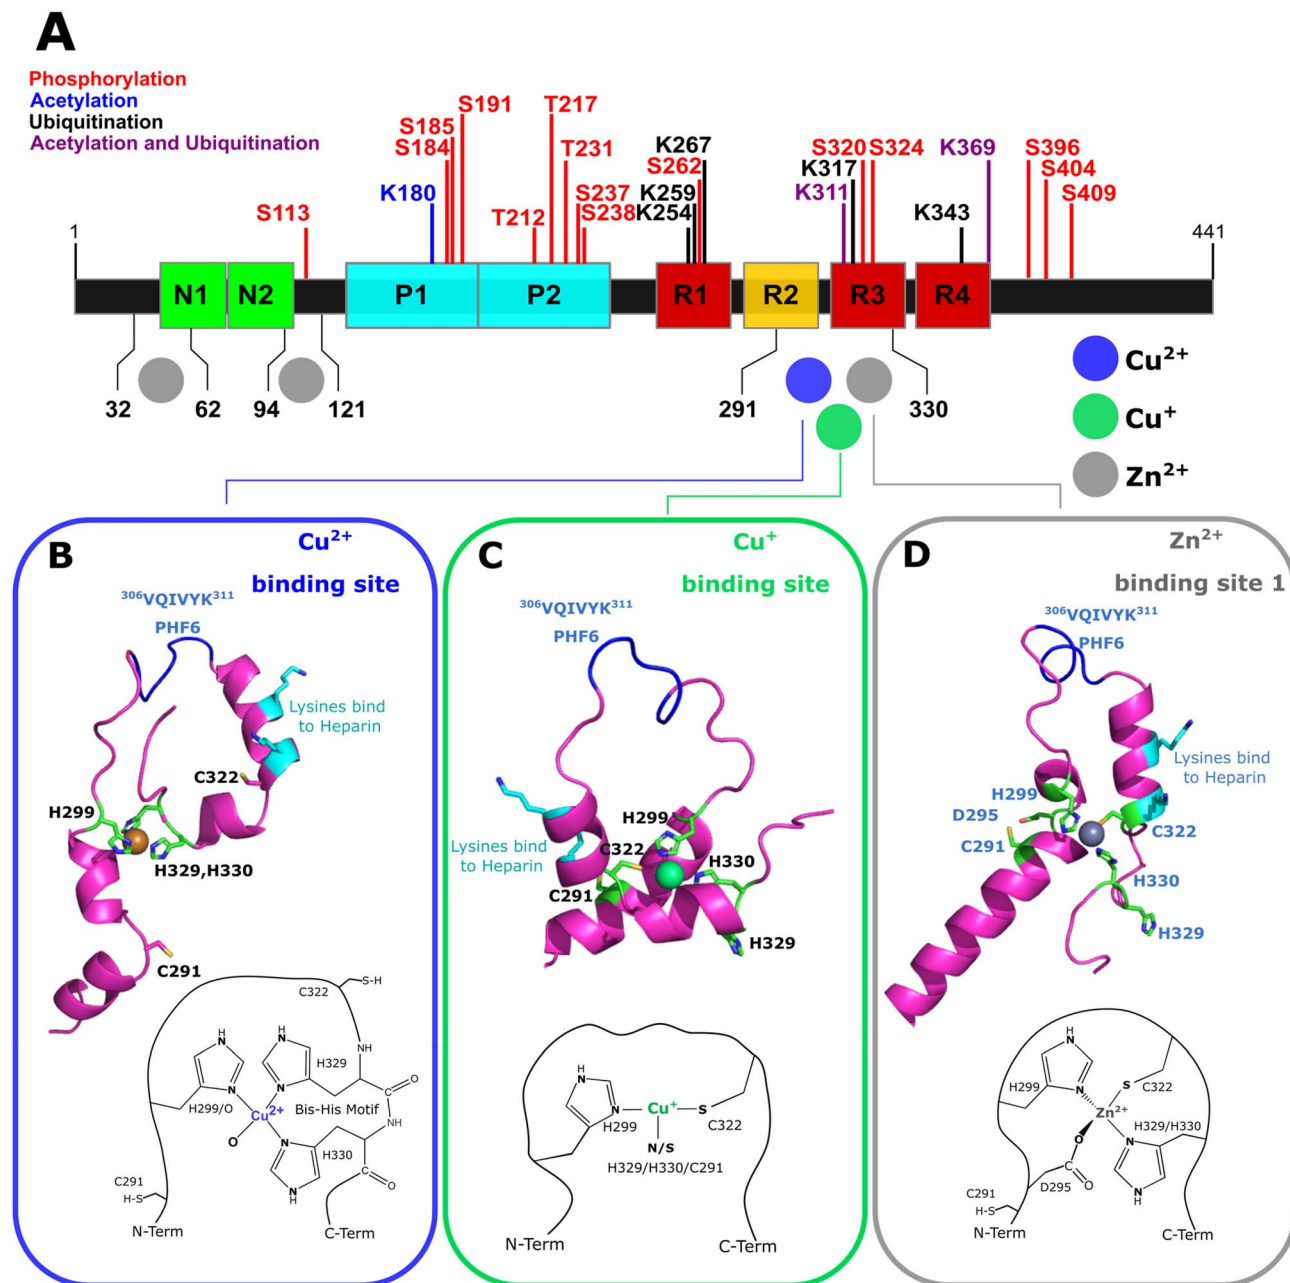 A
Phosphorylation
Acetylation
Ubiquitination
Acetylation and Ubiquitination
S191 T217
S185
S184 T231 K267 S320 S324 K369 S396
S262 K317 S404
K180 S237 K259 K311 S409
S113 T212 S238 K254 K343
1 441
N1 N2 P1 P2 R1 R2 R3 R4
Cu2+
32 62 94 121 291 330
Cu+
Zn2+
B
Cu2+
binding site
306VQIVYK311
PHF6
Lysines bind
to Heparin
C322
H299
H329,H330
C291
C322
S-H
H
N
H
N
NH
H329
N
N
C
O
H299/O
Cu2+
Bis-His Motif
NH
O
N
H330
C
O
N
H
C291
H-S
N-Term
C-Term
C
Cu+
binding site
306VQIVYK311
PHF6
H299
Lysines bind
to Heparin
C322
H330
C291
H329
H
N
N
Cu+
S
H299
C322
N/S
H329/H330/C291
N-Term
C-Term
D
Zn2+
binding site 1
306VQIVYK311
PHF6
Lysines bind
to Heparin
H299
D295
C322
C291
H330
H329
H
N
H299
N
S
C322
Zn2+
H329/H330
O
N
C
O
D295
N
H
C291
H-S
N-Term
C-Term